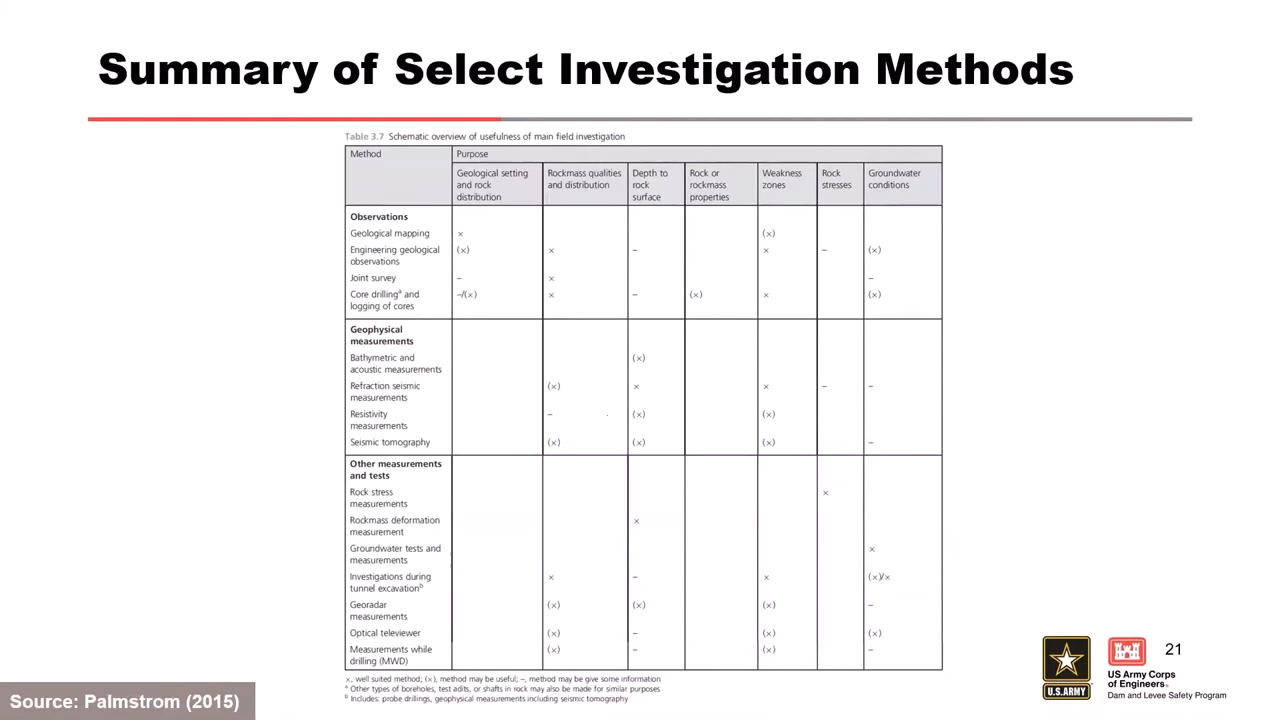 Summary of Select Investigation Methods
Table 3.7 Schematic overview of usefulness of main field investigation
Method Purpose
Geological setting and rock distribution Rockmass qualities and distribution Depth to rock surface Rock or rockmass properties Weakness zones Rock stresses Groundwater conditions
Observations
Geological mapping × (×)
Engineering geological observations (×) × – × – (×)
Joint survey – × –
Core drillingᵃ and logging of cores –/(×) × – (×) × (×)
Geophysical measurements
Bathymetric and acoustic measurements (×)
Refraction seismic measurements (×) × × – –
Resistivity measurements – (×) (×)
Seismic tomography (×) (×) (×) –
Other measurements and tests
Rock stress measurements ×
Rockmass deformation measurement ×
Groundwater tests and measurements ×
Investigations during tunnel excavationᵇ × – × (×)/×
Georadar measurements (×) (×) (×) –
Optical televiewer (×) – (×) (×)
Measurements while drilling (MWD) (×) – (×) –
×, well suited method; (×), method may be useful; –, method may be give some information
ᵃ Other types of boreholes, test adits, or shafts in rock may also be made for similar purposes
ᵇ Includes: probe drillings, geophysical measurements including seismic tomography
Source: Palmstrom (2015)
U.S. ARMY
21
US Army Corps
of Engineers®
Dam and Levee Safety Program